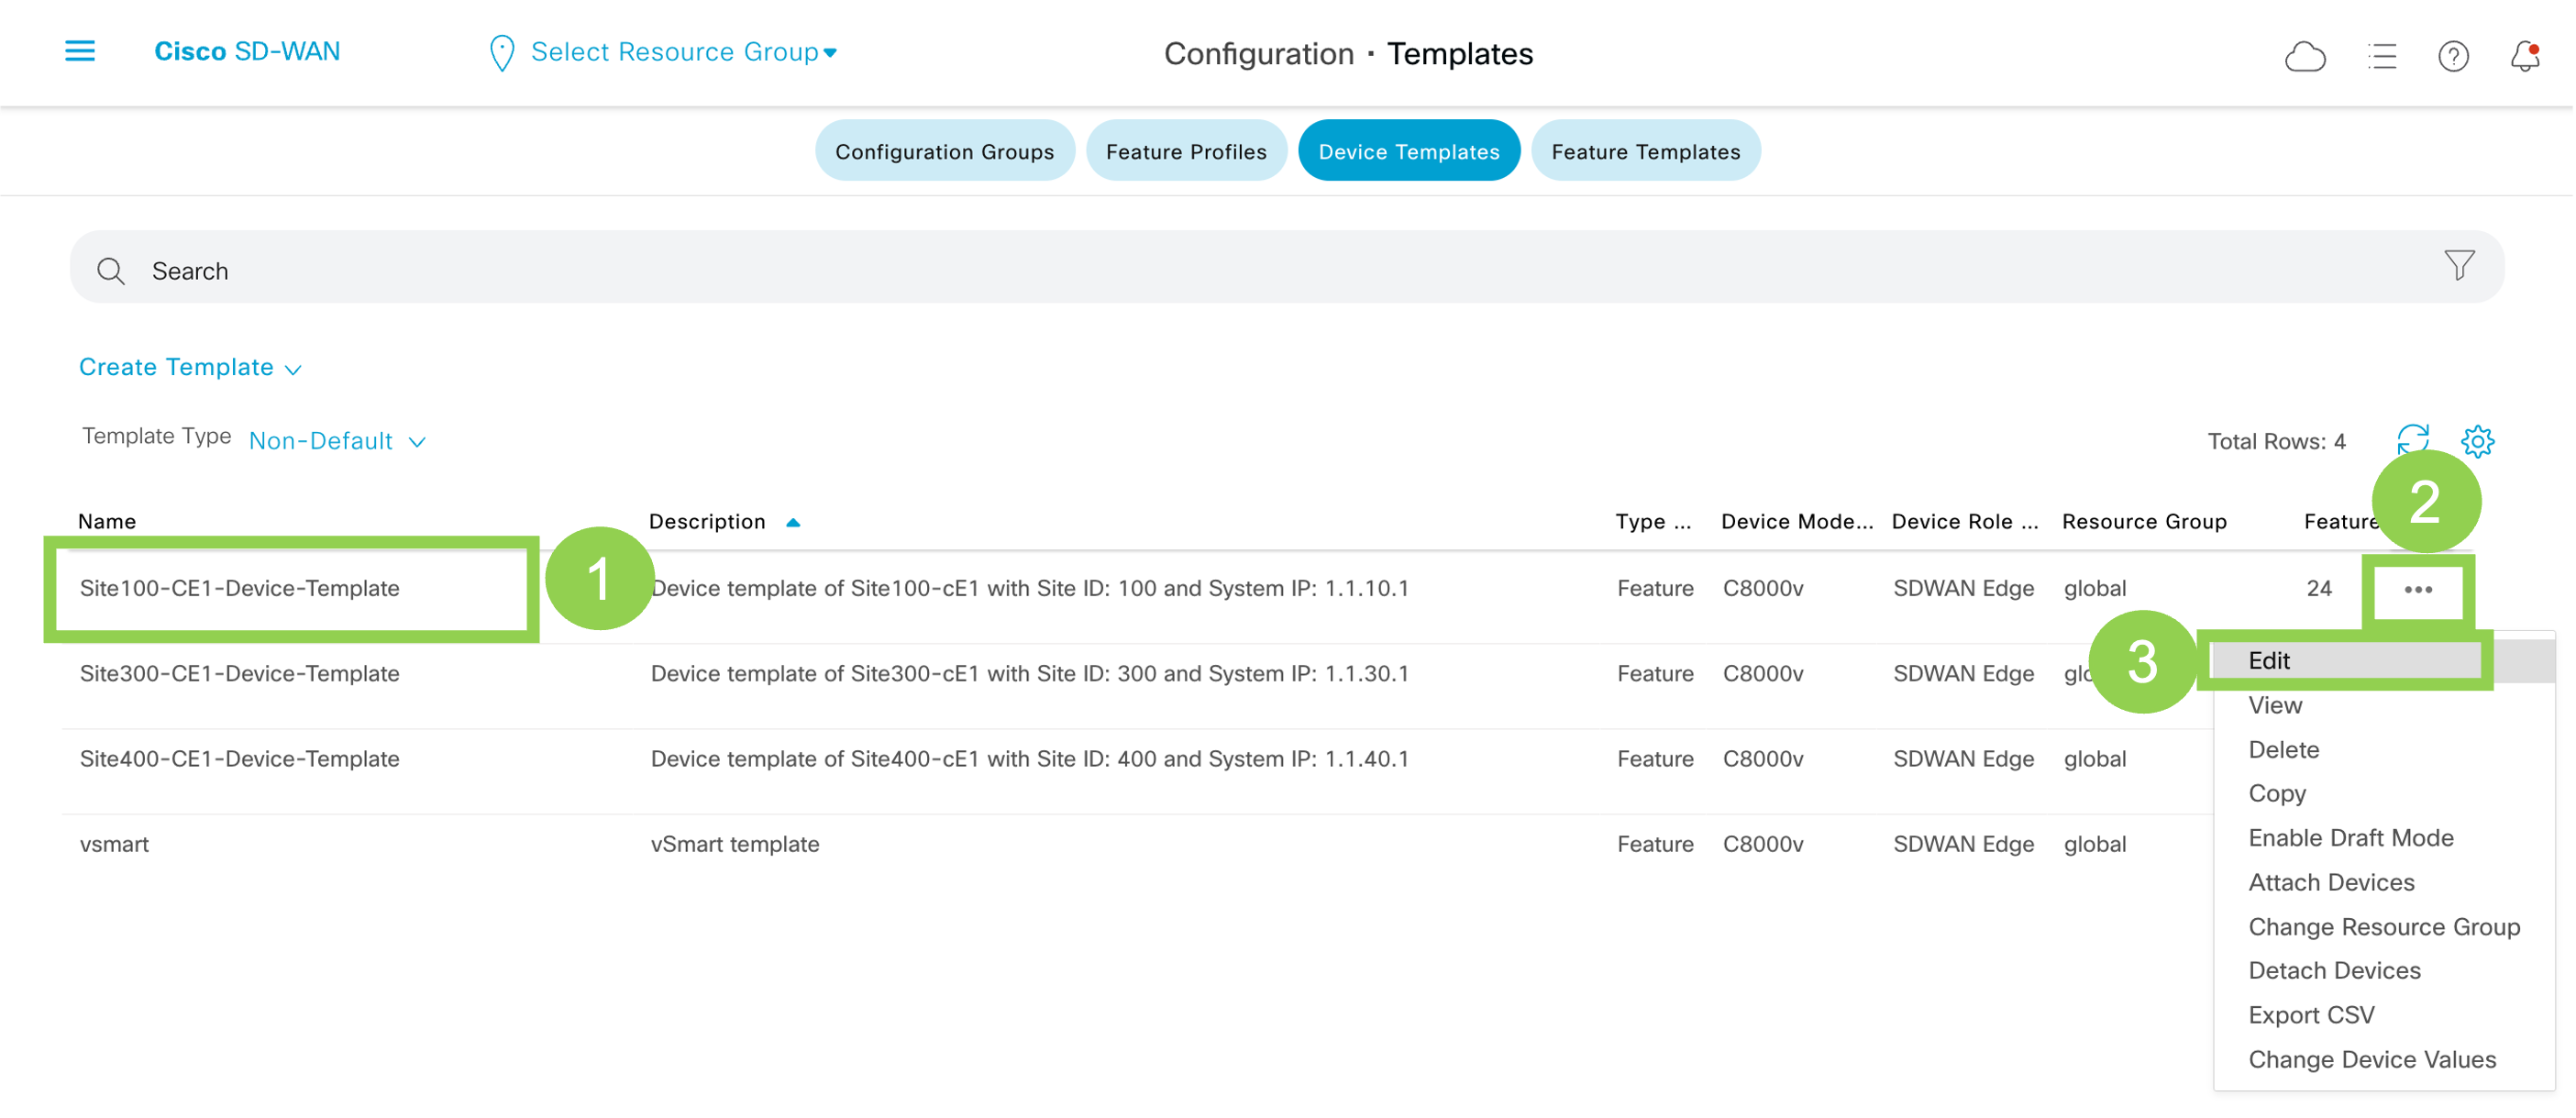 Cisco SD-WAN
Select Resource Group
Configuration · Templates
Configuration Groups
Feature Profiles
Device Templates
Feature Templates
Search
Create Template
Template Type Non-Default
Total Rows: 4
Name Description Type ... Device Mode... Device Role ... Resource Group Feature
2
Site100-CE1-Device-Template
1
Device template of Site100-cE1 with Site ID: 100 and System IP: 1.1.10.1 Feature C8000v SDWAN Edge global 24 •••
Site300-CE1-Device-Template Device template of Site300-cE1 with Site ID: 300 and System IP: 1.1.30.1 Feature C8000v SDWAN Edge
Site400-CE1-Device-Template Device template of Site400-cE1 with Site ID: 400 and System IP: 1.1.40.1 Feature C8000v SDWAN Edge global
vsmart vSmart template Feature C8000v SDWAN Edge global
3
Edit
View
Delete
Copy
Enable Draft Mode
Attach Devices
Change Resource Group
Detach Devices
Export CSV
Change Device Values